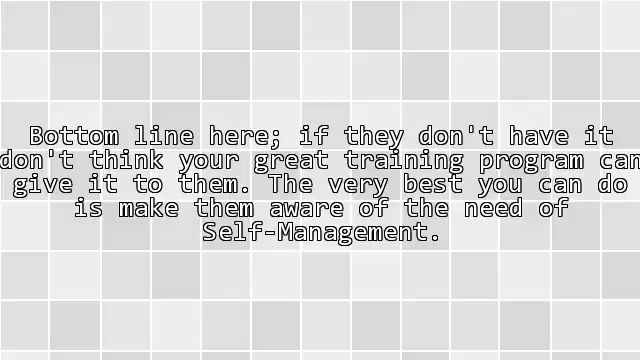 Bottom line here; if they don't have it
don't think your great training program can
give it to them. The very best you can do
is make them aware of the need of
Self-Management.